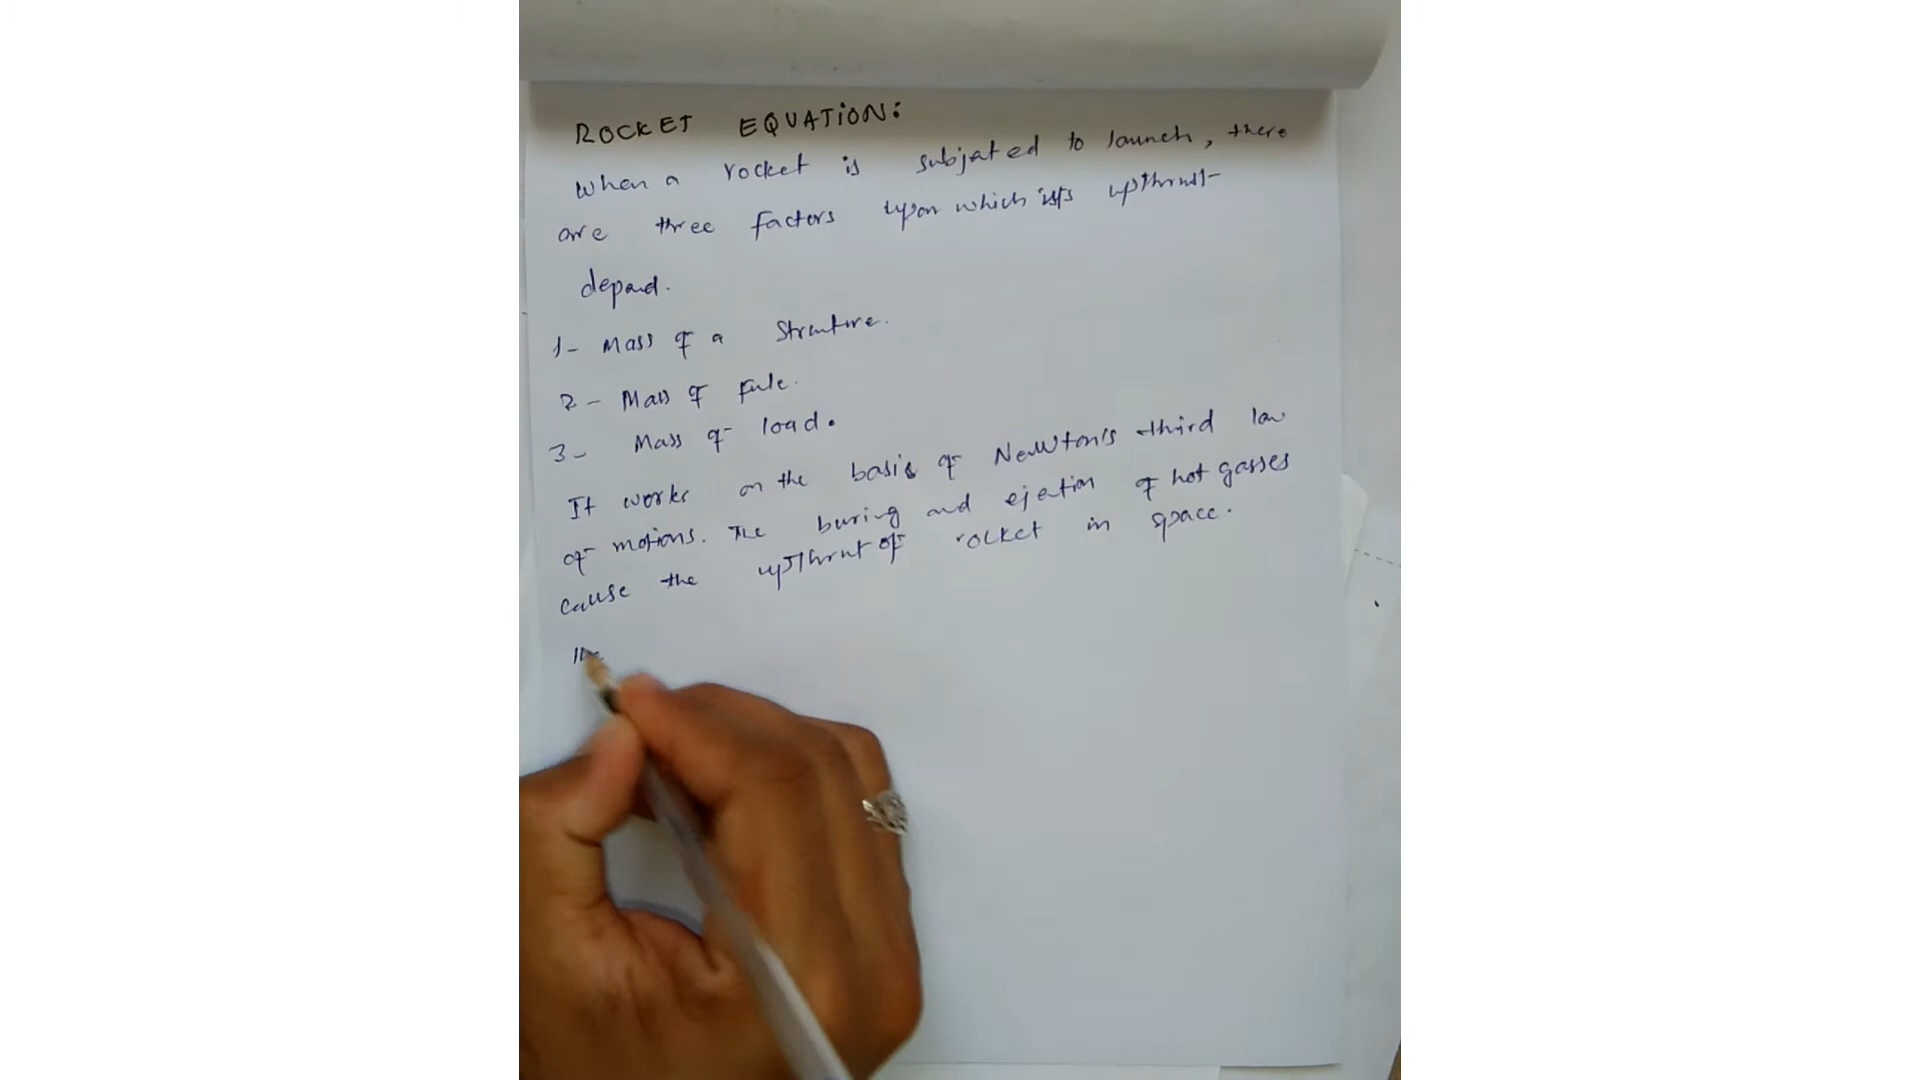 ROCKET EQUATION:
When a rocket is subjated to launch, there
are three factors upon which its upthrust
depand.
1- Mass of a Structure.
2- Mass of fule.
3- Mass of load.
It works on the basis of Newton's third law
of motions. The buring and ejection of hot gasses
cause the upthrut of rocket in space.